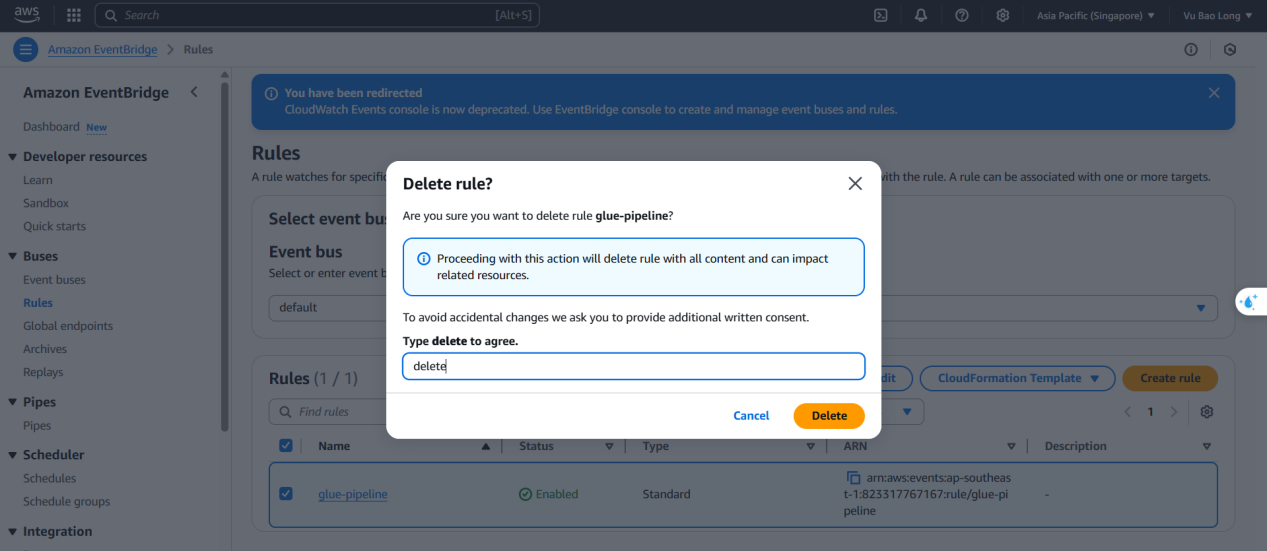 aws
Search
[Alt+S]
Asia Pacific (Singapore)
Vu Bao Long
Amazon EventBridge
Rules
Amazon EventBridge
Dashboard New
Developer resources
Learn
Sandbox
Quick starts
Buses
Event buses
Rules
Global endpoints
Archives
Replays
Pipes
Pipes
Scheduler
Schedules
Schedule groups
Integration
You have been redirected
CloudWatch Events console is now deprecated. Use EventBridge console to create and manage event buses and rules.
Rules
A rule watches for specific
with the rule. A rule can be associated with one or more targets.
Select event bus
Event bus
Select or enter event b
default
Delete rule?
Are you sure you want to delete rule glue-pipeline?
Proceeding with this action will delete rule with all content and can impact
related resources.
To avoid accidental changes we ask you to provide additional written consent.
Type delete to agree.
delete
Cancel
Delete
Rules (1 / 1)
dit
CloudFormation Template
Create rule
Find rules
1
Name
Status
Type
ARN
Description
glue-pipeline
Enabled
Standard
arn:aws:events:ap-southeas
t-1:823317767167:rule/glue-pi
peline
-